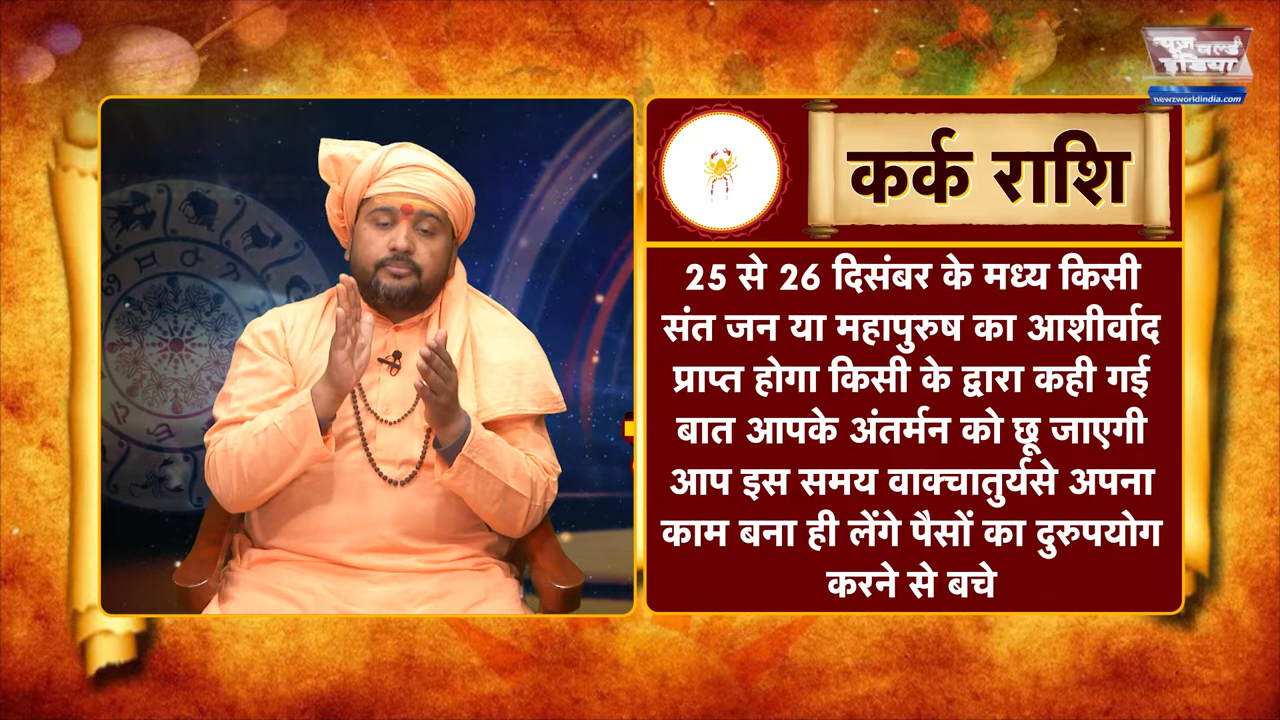 न्यूज़ वर्ल्ड
इंडिया
newzworldindia.com
कर्क राशि
25 से 26 दिसंबर के मध्य किसी
संत जन या महापुरुष का आशीर्वाद
प्राप्त होगा किसी के द्वारा कही गई
बात आपके अंतर्मन को छू जाएगी
आप इस समय वाक्चातुर्यसे अपना
काम बना ही लेंगे पैसों का दुरुपयोग
करने से बचे